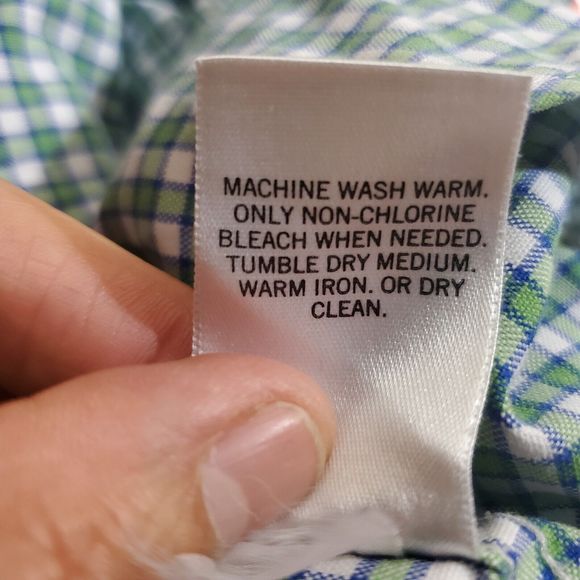 MACHINE WASH WARM.
ONLY NON-CHLORINE
BLEACH WHEN NEEDED.
TUMBLE DRY MEDIUM.
WARM IRON. OR DRY
CLEAN.